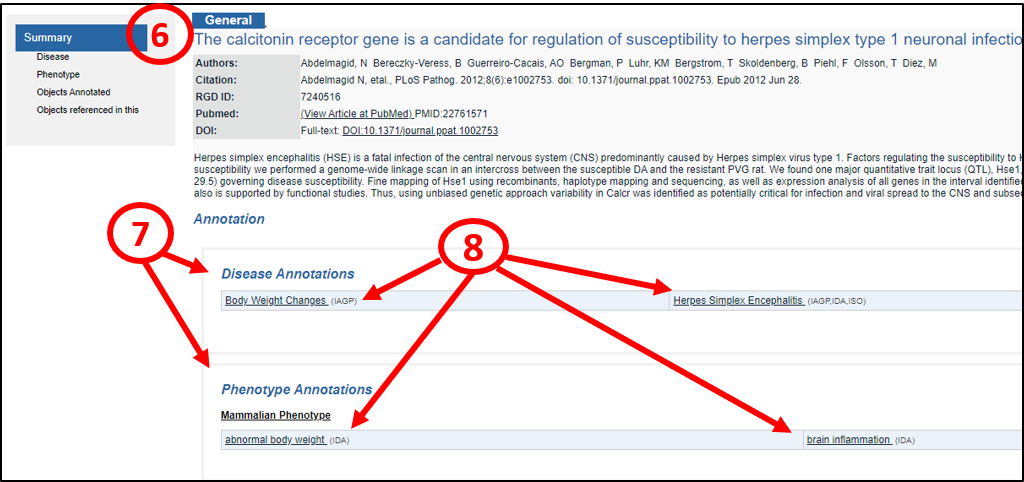 General
Summary
6
The calcitonin receptor gene is a candidate for regulation of susceptibility to herpes simplex type 1 neuronal infectio
Disease
Authors: Abdelmagid, N Bereczky-Veress, B Guerreiro-Cacais, AO Bergman, P Luhr, KM Bergstrom, T Skoldenberg, B Piehl, F Olsson, T Diez, M
Phenotype
Citation: Abdelmagid N, etal., PLoS Pathog. 2012;8(6):e1002753. doi: 10.1371/journal.ppat.1002753. Epub 2012 Jun 28.
Objects Annotated
RGD ID: 7240516
Objects referenced in this
Pubmed: (View Article at PubMed) PMID:22761571
DOI: Full-text: DOI:10.1371/journal.ppat.1002753
Herpes simplex encephalitis (HSE) is a fatal infection of the central nervous system (CNS) predominantly caused by Herpes simplex virus type 1. Factors regulating the susceptibility to H
susceptibility we performed a genome-wide linkage scan in an intercross between the susceptible DA and the resistant PVG rat. We found one major quantitative trait locus (QTL), Hse1,
29.5) governing disease susceptibility. Fine mapping of Hse1 using recombinants, haplotype mapping and sequencing, as well as expression analysis of all genes in the interval identifie
also is supported by functional studies. Thus, using unbiased genetic approach variability in Calcr was identified as potentially critical for infection and viral spread to the CNS and subse
Annotation
7
8
Disease Annotations
Body Weight Changes (IAGP) Herpes Simplex Encephalitis (IAGP,IDA,ISO)
Phenotype Annotations
Mammalian Phenotype
abnormal body weight (IDA) brain inflammation (IDA)